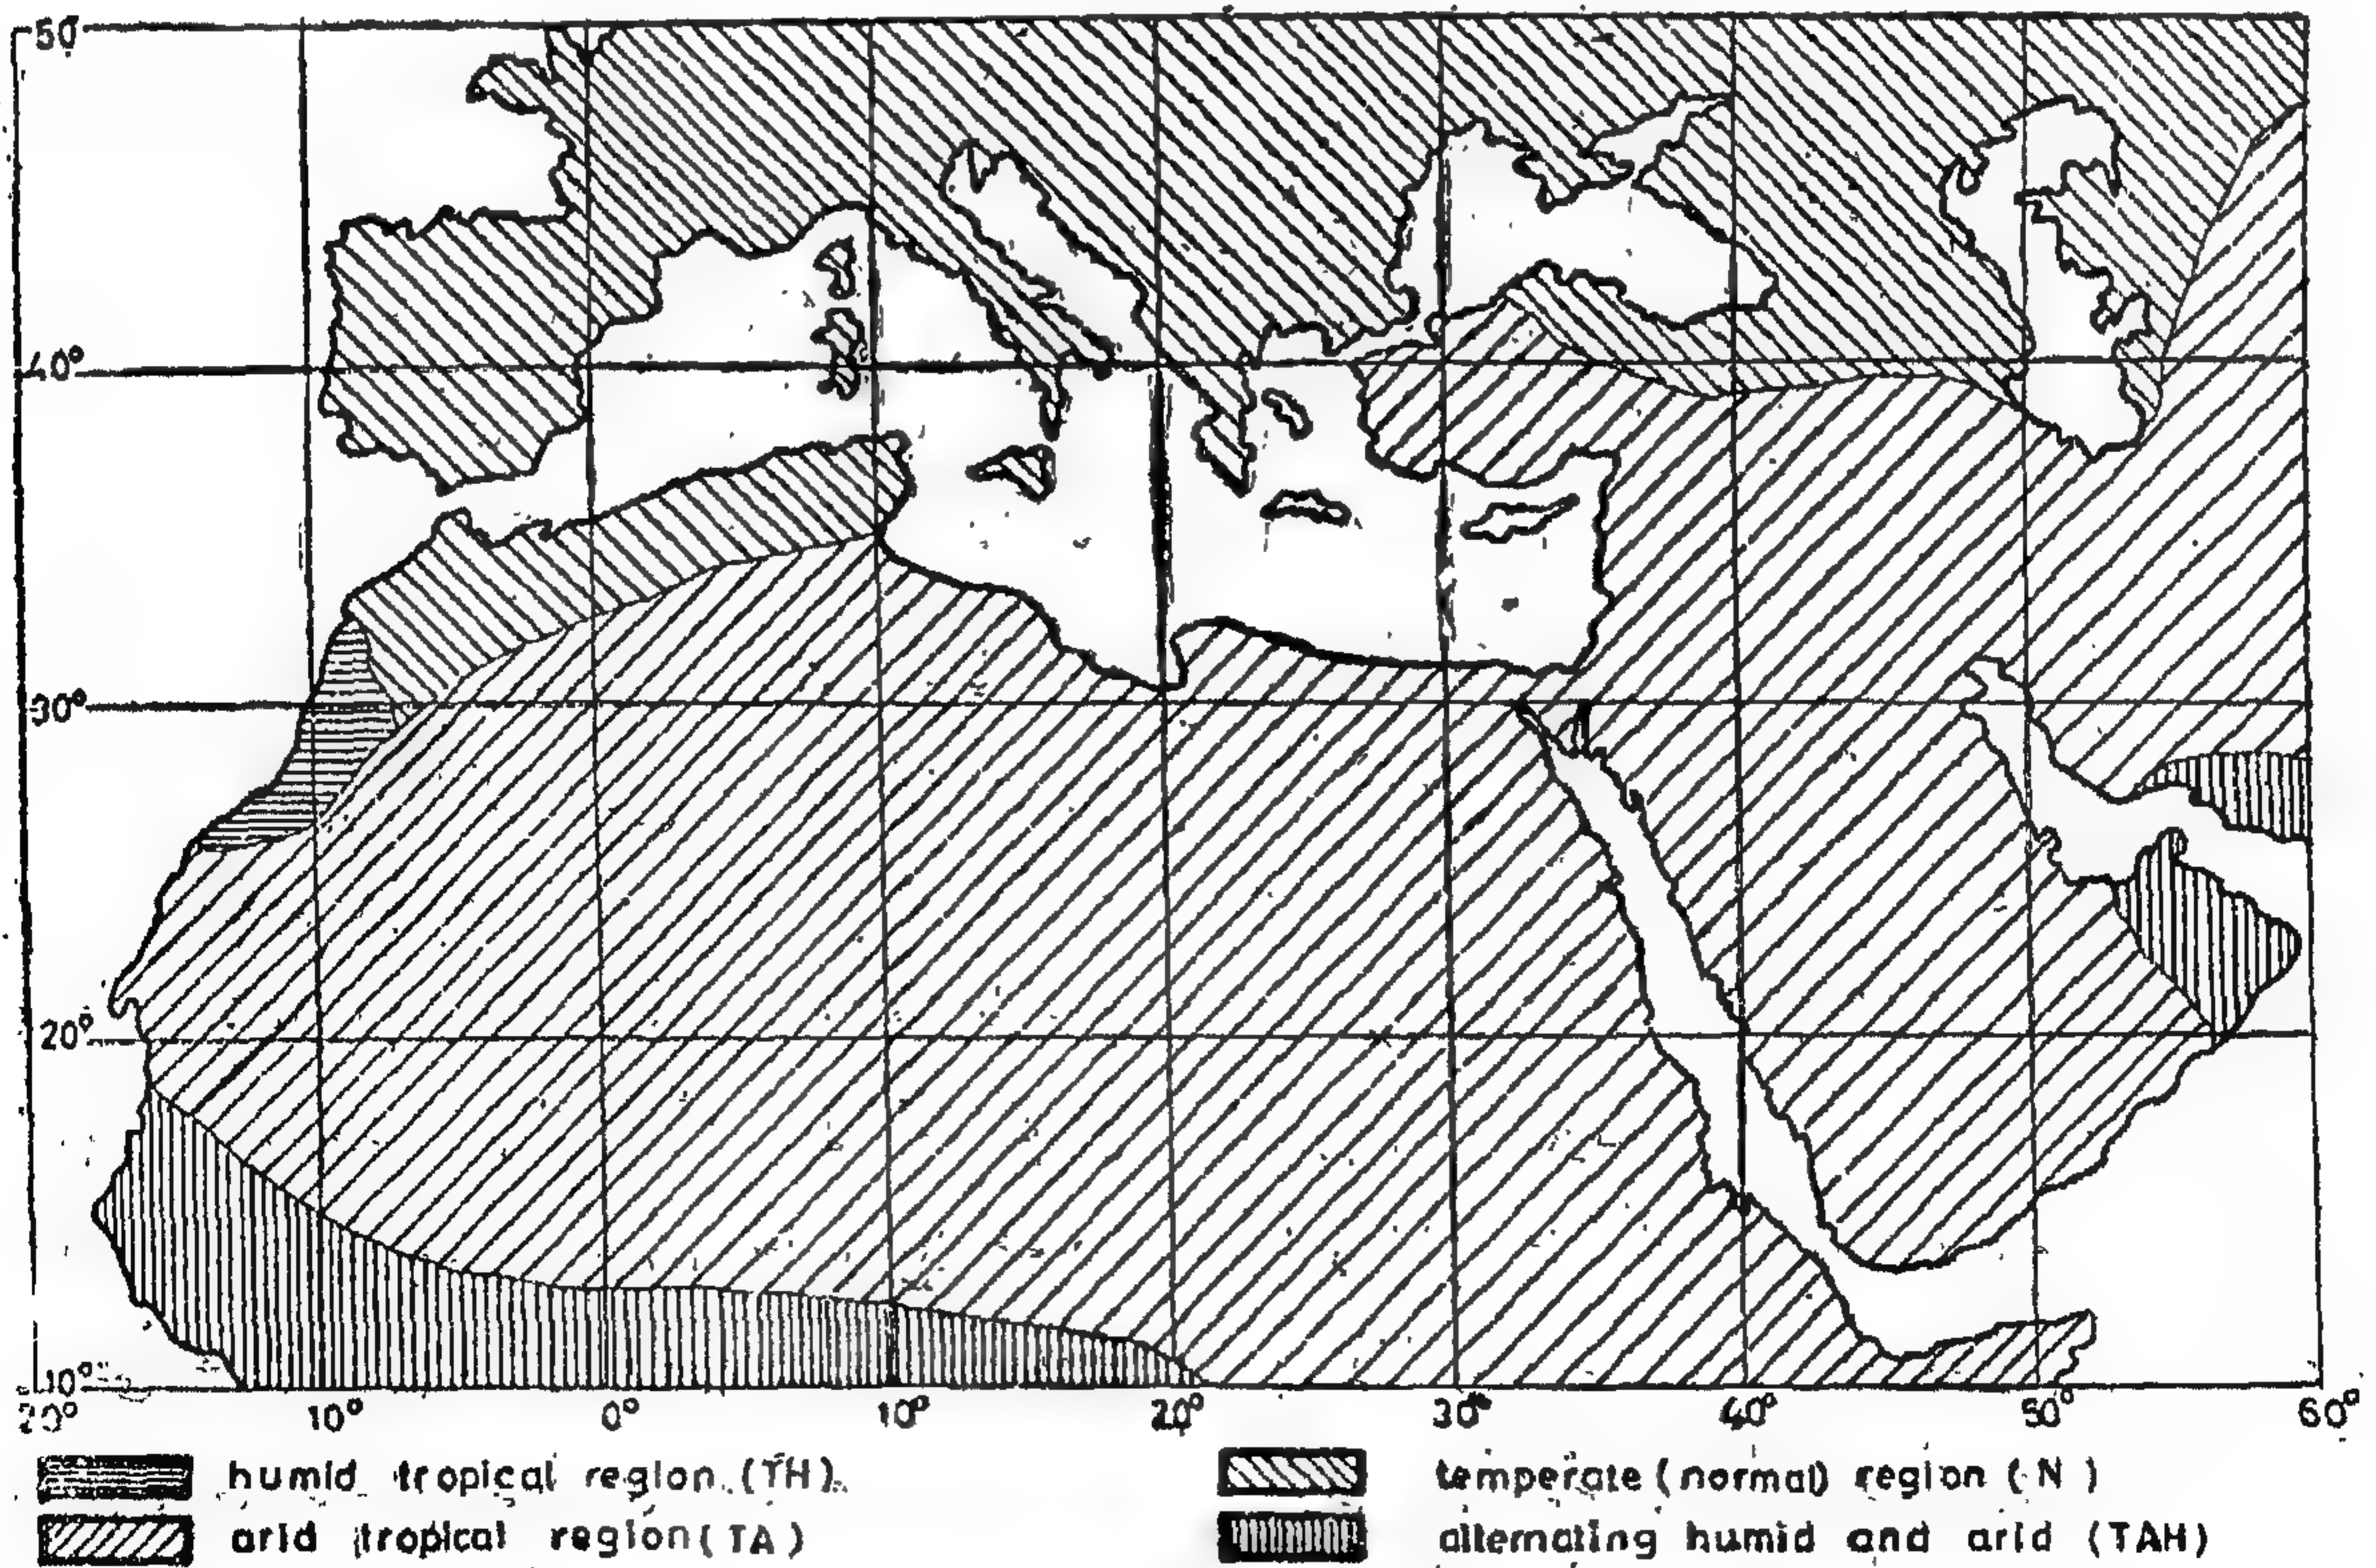 50
40°
30°
20°
10°
20° 10° 0° 10° 20° 30° 40° 50° 60°
humid tropical region (TH).
temperate (normal) region (N)
arid tropical region (TA)
alternating humid and arid (TAH)